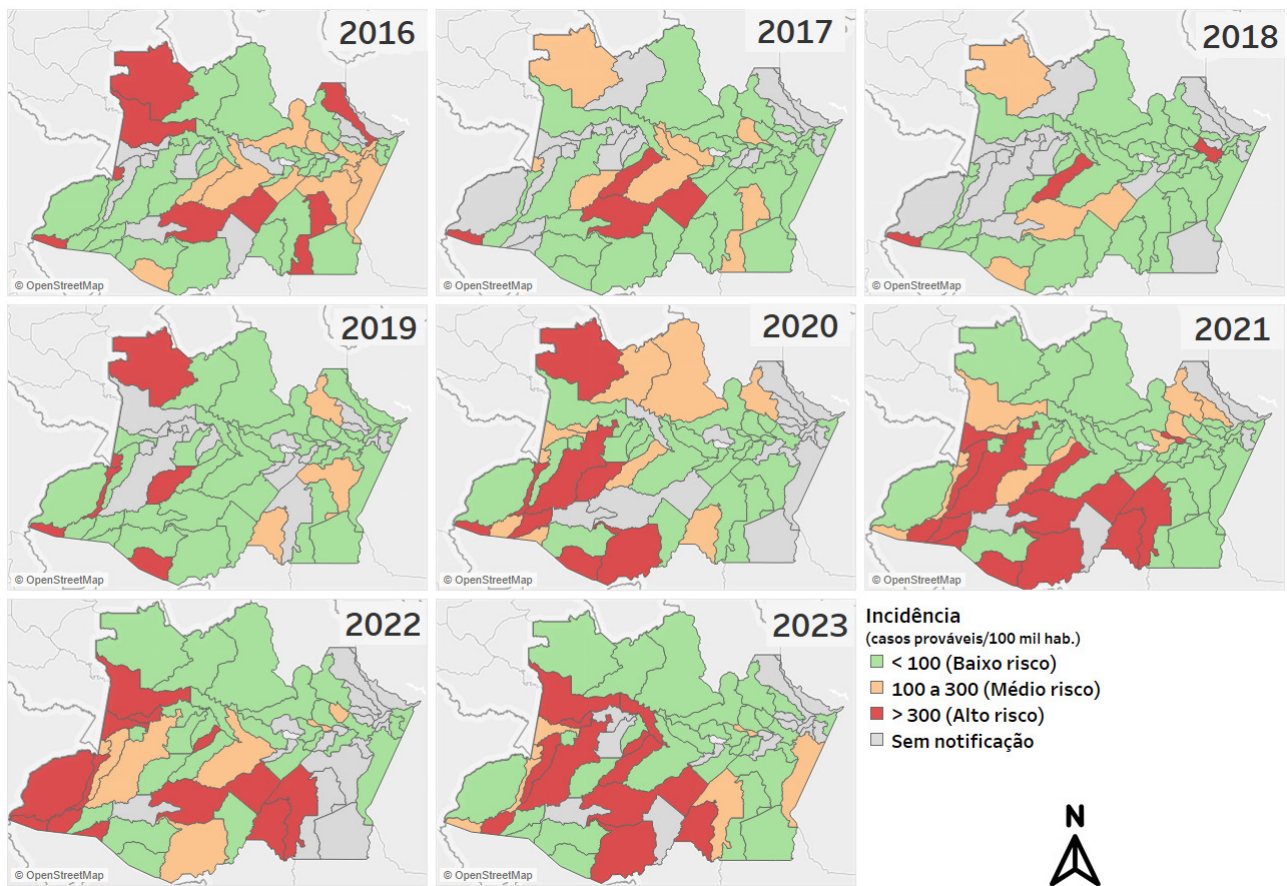 2016
2017
2018
© OpenStreetMap
© OpenStreetMap
© OpenStreetMap
2019
2020
2021
© OpenStreetMap
© OpenStreetMap
© OpenStreetMap
2022
2023
© OpenStreetMap
© OpenStreetMap
Incidência
(casos prováveis/100 mil hab.)
< 100 (Baixo risco)
100 a 300 (Médio risco)
> 300 (Alto risco)
Sem notificação
N